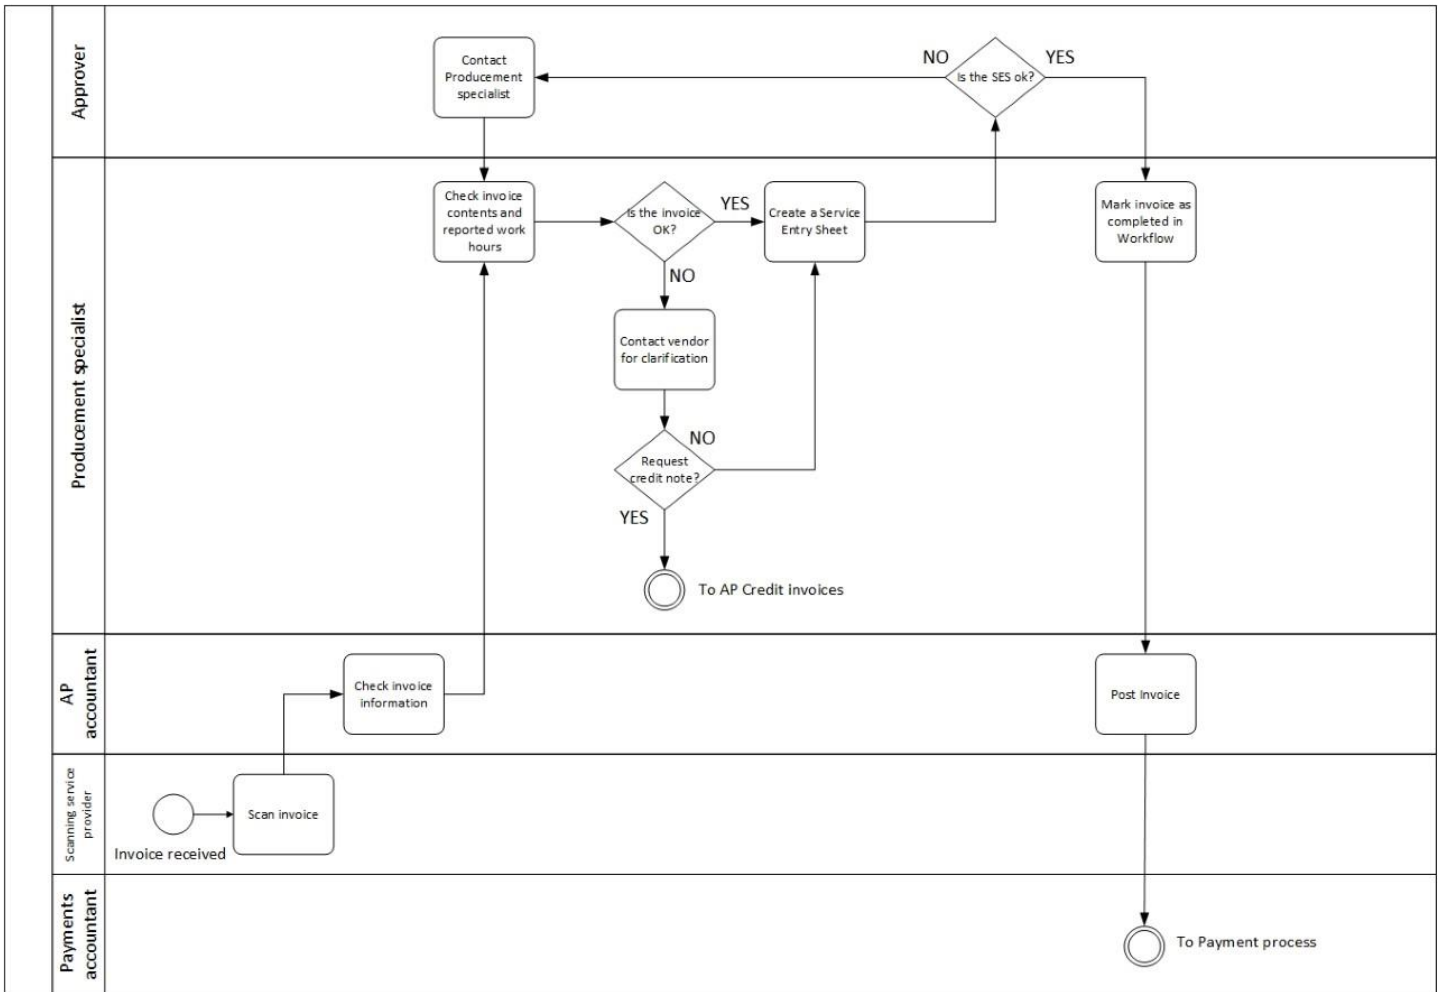 Approver
Contact
Producement
specialist
NO
Is the SES ok?
YES
Producement specialist
Check invoice
contents and
reported work
hours
Is the invoice
OK?
YES
Create a Service
Entry Sheet
Mark invoice as
completed in
Workflow
NO
Contact vendor
for clarification
NO
Request
credit note?
YES
To AP Credit invoices
AP
accountant
Check invoice
information
Post Invoice
Scanning service
provider
Scan invoice
Invoice received
Payments
accountant
To Payment process